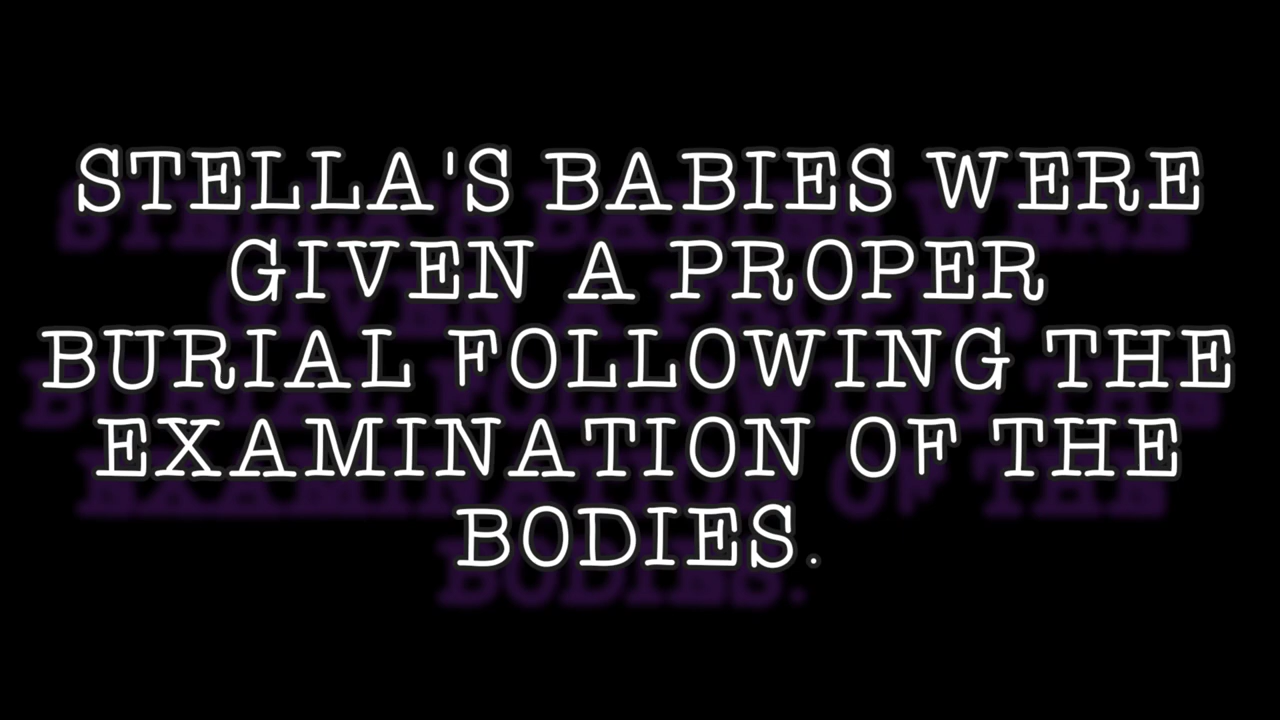 STELLA'S BABIES WERE
GIVEN A PROPER
BURIAL FOLLOWING THE
EXAMINATION OF THE
BODIES.